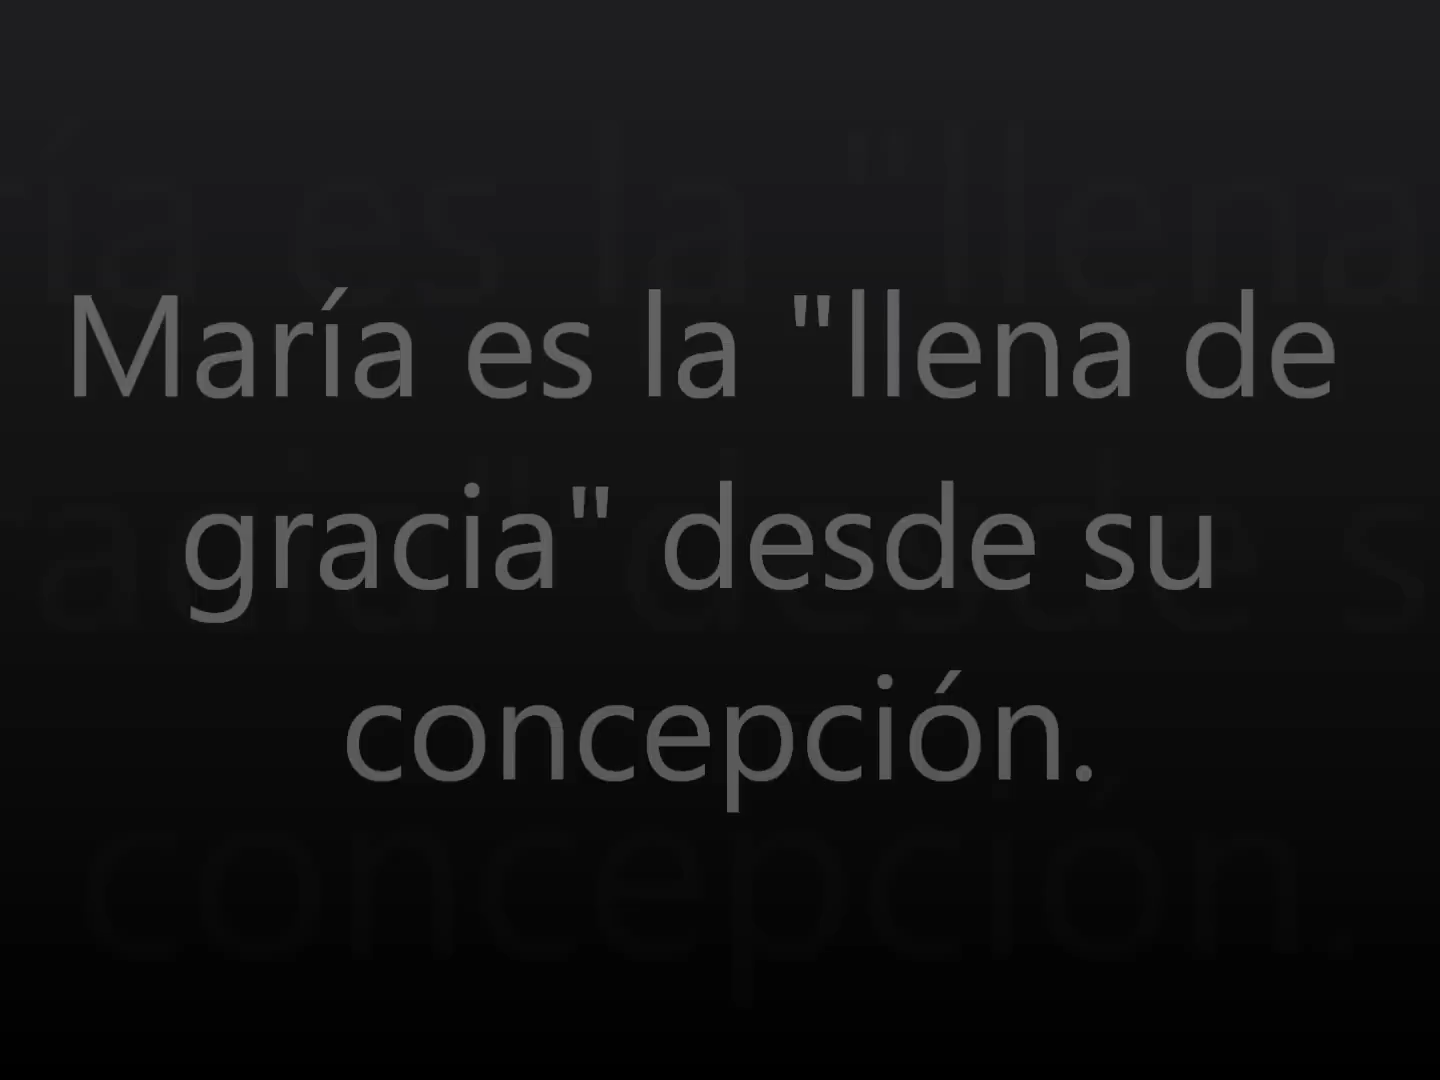 María es la "llena de
gracia" desde su
concepción.